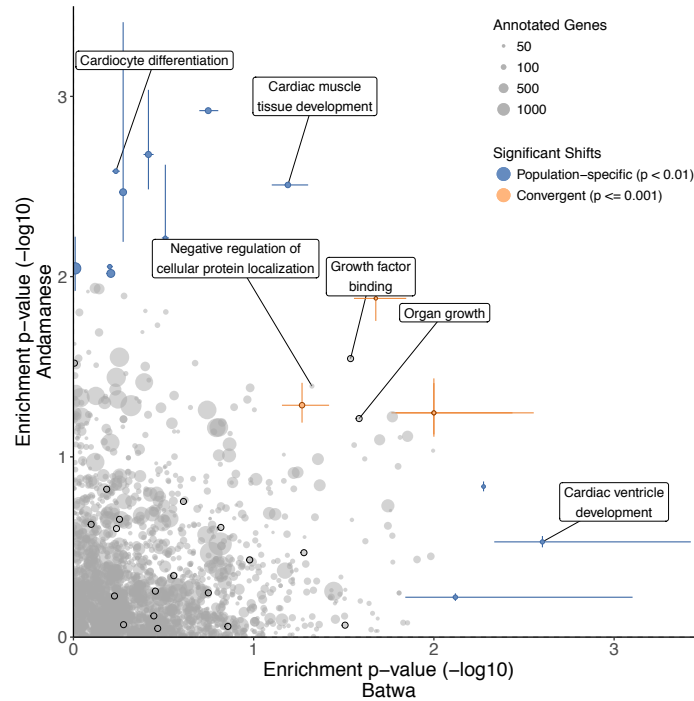 Annotated Genes
50
100
500
1000
Significant Shifts
Population−specific (p < 0.01)
Convergent (p <= 0.001)
Cardiocyte differentiation
Cardiac muscle
tissue development
Negative regulation of
cellular protein localization
Growth factor
binding
Organ growth
Cardiac ventricle
development
Enrichment p−value (−log10)
Andamanese
3
2
1
0
0
1
2
3
Enrichment p−value (−log10)
Batwa